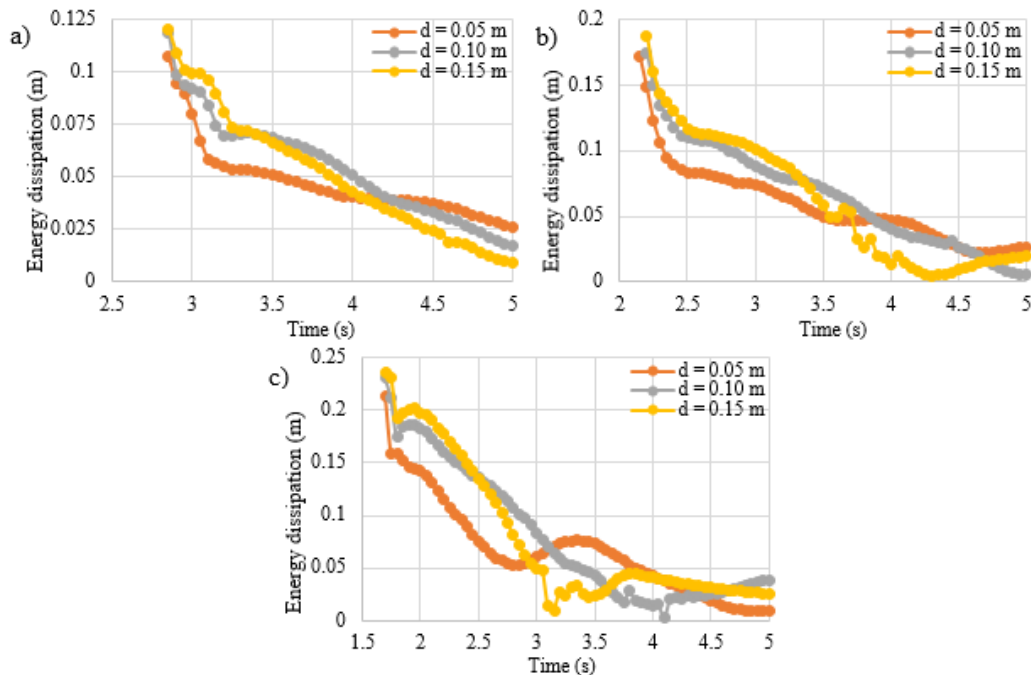 a)
Energy dissipation (m)
0.125
0.1
0.075
0.05
0.025
0
2.5 3 3.5 4 4.5 5
Time (s)
d = 0.05 m
d = 0.10 m
d = 0.15 m
b)
Energy dissipation (m)
0.2
0.15
0.1
0.05
0
2 2.5 3 3.5 4 4.5 5
Time (s)
d = 0.05 m
d = 0.10 m
d = 0.15 m
c)
Energy dissipation (m)
0.25
0.2
0.15
0.1
0.05
0
1.5 2 2.5 3 3.5 4 4.5 5
Time (s)
d = 0.05 m
d = 0.10 m
d = 0.15 m